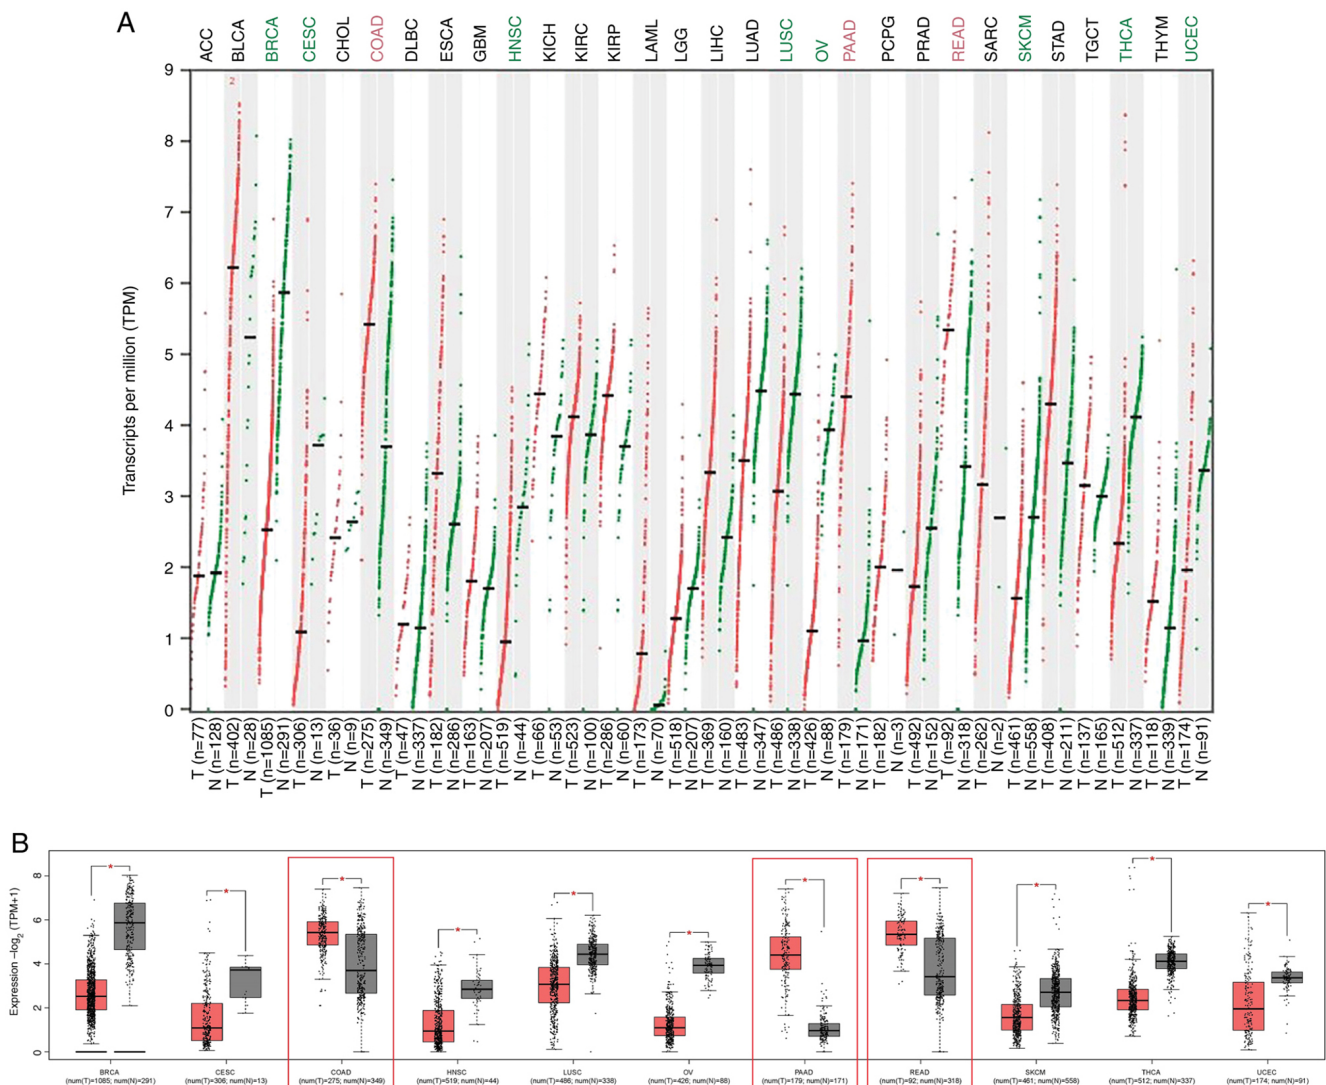 A
ACC
BLCA
BRCA
CESC
CHOL
COAD
DLBC
ESCA
GBM
HNSC
KICH
KIRC
KIRP
LAML
LGG
LIHC
LUAD
LUSC
OV
PAAD
PCPG
PRAD
READ
SARC
SKCM
STAD
TGCT
THCA
THYM
UCEC
Transcripts per million (TPM)
9
8
7
6
5
4
3
2
1
0
2
T (n=77)
N (n=128)
T (n=402)
N (n=28)
T (n=1085)
N (n=291)
T (n=306)
N (n=13)
T (n=36)
N (n=9)
T (n=275)
N (n=349)
T (n=47)
N (n=337)
T (n=182)
N (n=286)
T (n=163)
N (n=207)
T (n=519)
N (n=44)
T (n=66)
N (n=53)
T (n=523)
N (n=100)
T (n=286)
N (n=60)
T (n=173)
N (n=70)
T (n=518)
N (n=207)
T (n=369)
N (n=160)
T (n=483)
N (n=347)
T (n=486)
N (n=338)
T (n=426)
N (n=88)
T (n=179)
N (n=171)
T (n=182)
N (n=3)
T (n=492)
N (n=152)
T (n=92)
N (n=318)
T (n=262)
N (n=2)
T (n=461)
N (n=558)
T (n=408)
N (n=211)
T (n=137)
N (n=165)
T (n=512)
N (n=337)
T (n=118)
N (n=339)
T (n=174)
N (n=91)
B
Expression –log2 (TPM+1)
8
6
4
2
0
* * * * * * * * * * *
BRCA CESC COAD HNSC LUSC OV PAAD READ SKCM THCA UCEC
(num(T)=1085; num(N)=291) (num(T)=306; num(N)=13) (num(T)=275; num(N)=349) (num(T)=519; num(N)=44) (num(T)=486; num(N)=338) (num(T)=426; num(N)=88) (num(T)=179; num(N)=171) (num(T)=92; num(N)=318) (num(T)=461; num(N)=558) (num(T)=512, num(N)=337) (num(T)=174; num(N)=91)